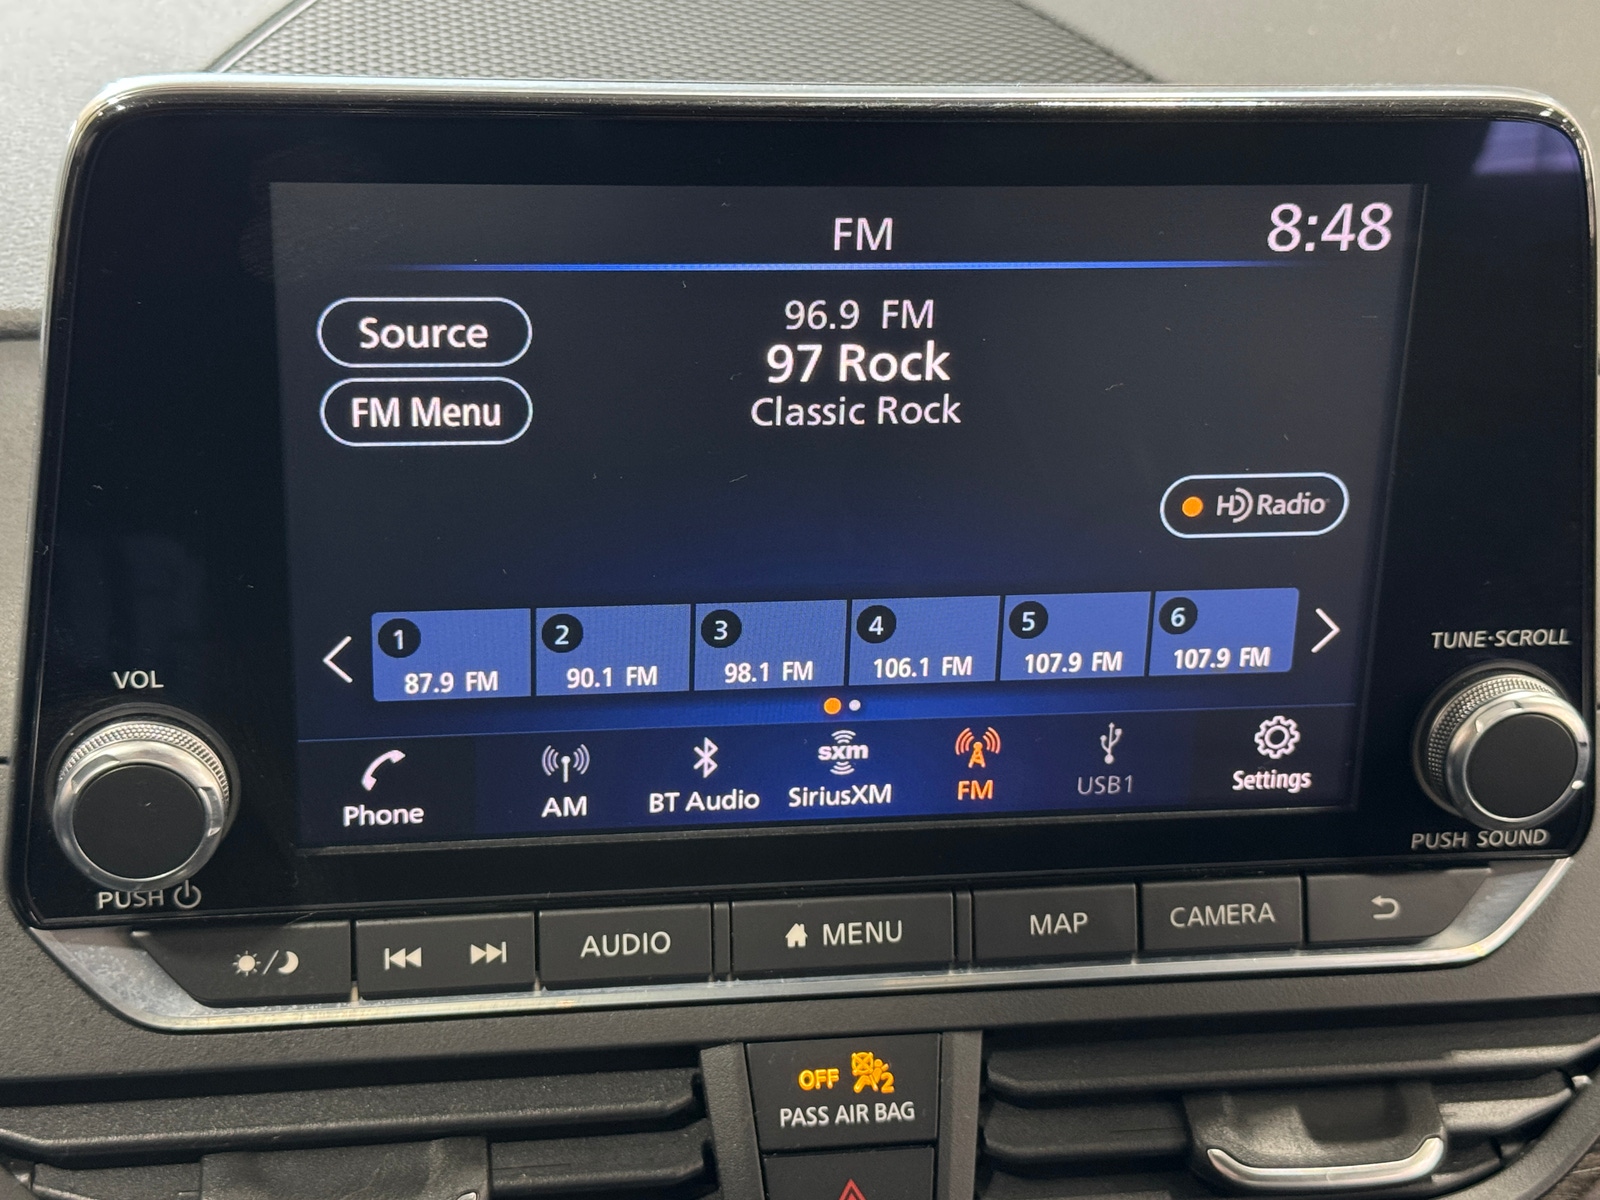 FM
8:48
Source
96.9 FM
97 Rock
FM Menu
Classic Rock
HD Radio
1
2
3
4
5
6
87.9 FM
90.1 FM
98.1 FM
106.1 FM
107.9 FM
107.9 FM
VOL
TUNE·SCROLL
sxm
Phone
AM
BT Audio
SiriusXM
FM
USB1
Settings
PUSH
PUSH SOUND
AUDIO
MENU
MAP
CAMERA
OFF 2
PASS AIR BAG